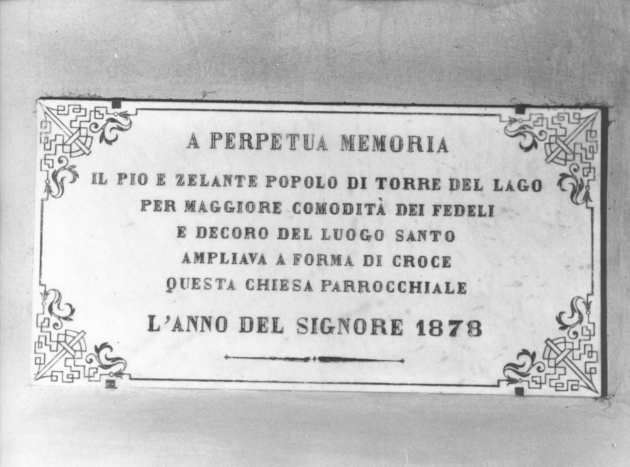 A PERPETUA MEMORIA
IL PIO E ZELANTE POPOLO DI TORRE DEL LAGO
PER MAGGIORE COMODITÀ DEI FEDELI
E DECORO DEL LUOGO SANTO
AMPLIAVA A FORMA DI CROCE
QUESTA CHIESA PARROCCHIALE
L'ANNO DEL SIGNORE 1878